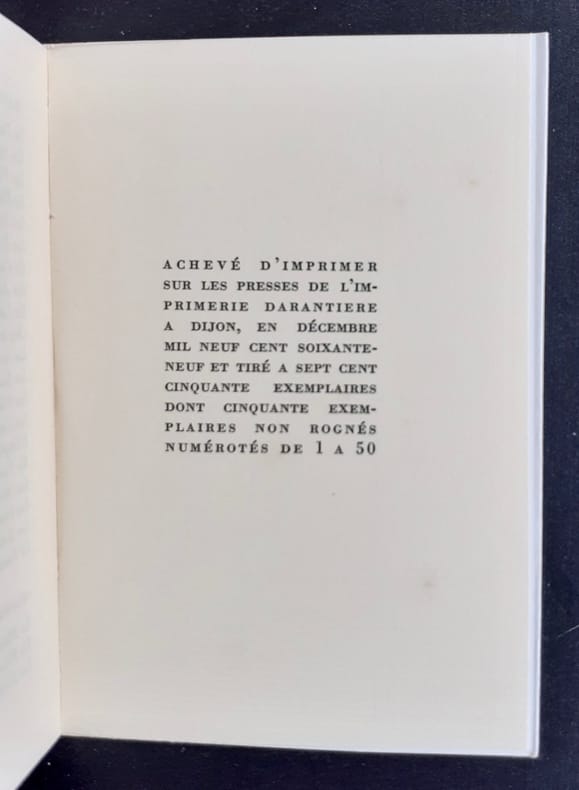 ACHEVÉ D'IMPRIMER
SUR LES PRESSES DE L'IM-
PRIMERIE DARANTIERE
A DIJON, EN DÉCEMBRE
MIL NEUF CENT SOIXANTE-
NEUF ET TIRÉ A SEPT CENT
CINQUANTE EXEMPLAIRES
DONT CINQUANTE EXEM-
PLAIRES NON ROGNÉS
NUMÉROTÉS DE 1 A 50